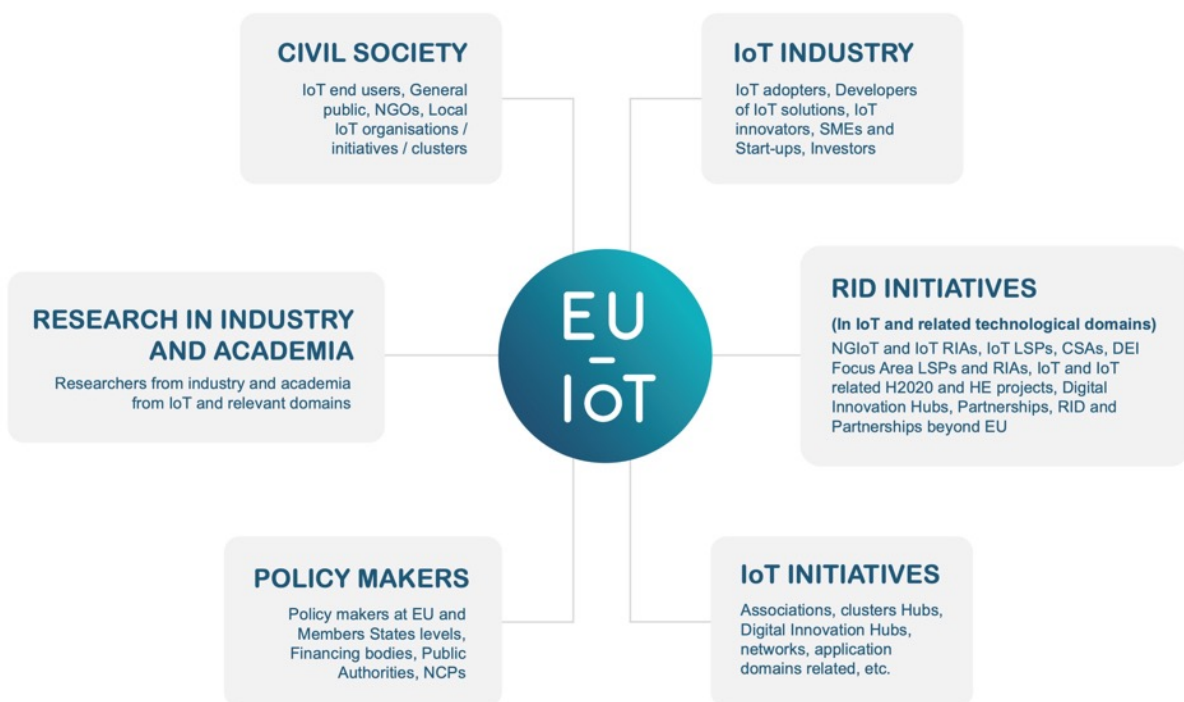 CIVIL SOCIETY
IoT end users, General
public, NGOs, Local
IoT organisations /
initiatives / clusters
IoT INDUSTRY
IoT adopters, Developers
of IoT solutions, IoT
innovators, SMEs and
Start-ups, Investors
RESEARCH IN INDUSTRY
AND ACADEMIA
Researchers from industry and academia
from IoT and relevant domains
EU
-
IoT
RID INITIATIVES
(In IoT and related technological domains)
NGIoT and IoT RIAs, IoT LSPs, CSAs, DEI
Focus Area LSPs and RIAs, IoT and IoT
related H2020 and HE projects, Digital
Innovation Hubs, Partnerships, RID and
Partnerships beyond EU
POLICY MAKERS
Policy makers at EU and
Members States levels,
Financing bodies, Public
Authorities, NCPs
IoT INITIATIVES
Associations, clusters Hubs,
Digital Innovation Hubs,
networks, application
domains related, etc.